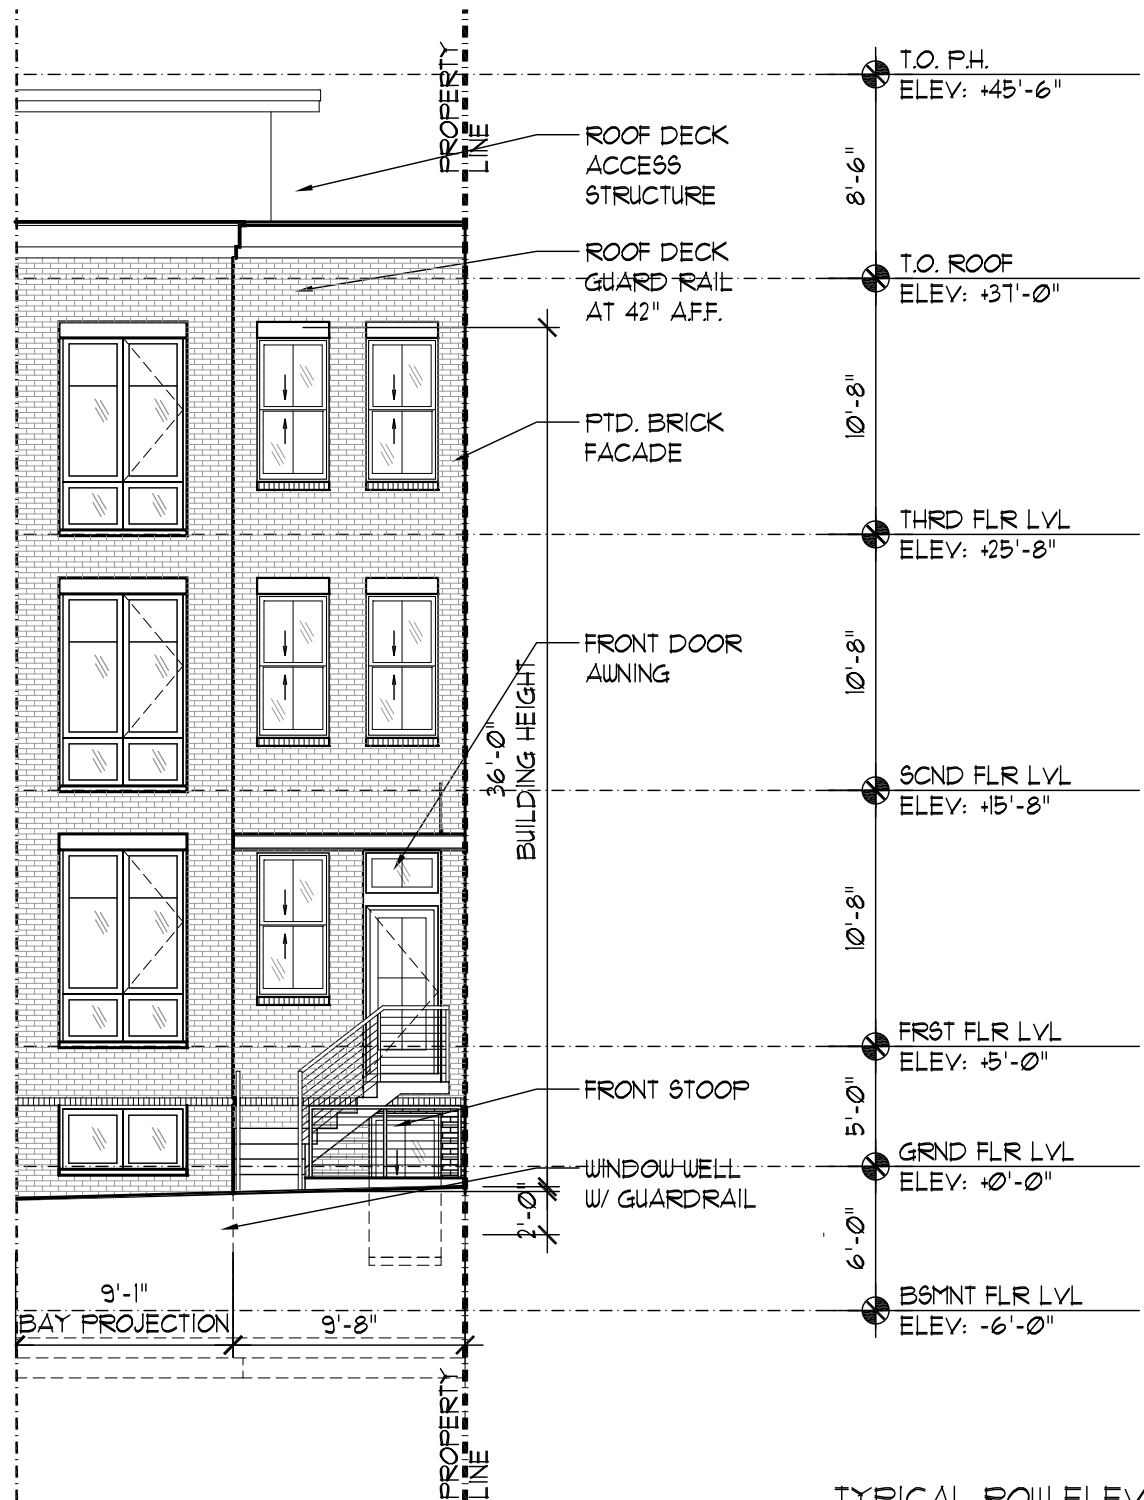 PROPERTY
LINE
T.O. P.H.
ELEV: +45'-6"
8'-6"
ROOF DECK
ACCESS
STRUCTURE
ROOF DECK
GUARD RAIL
AT 42" A.F.F.
T.O. ROOF
ELEV: +37'-0"
10'-8"
PTD. BRICK
FACADE
THRD FLR LVL
ELEV: +25'-8"
10'-8"
FRONT DOOR
AWNING
36'-0"
BUILDING HEIGHT
SCND FLR LVL
ELEV: +15'-8"
10'-8"
FRST FLR LVL
ELEV: +5'-0"
5'-0"
FRONT STOOP
GRND FLR LVL
ELEV: +0'-0"
WINDOW WELL
W/ GUARDRAIL
2'-0"
6'-0"
BSMNT FLR LVL
ELEV: -6'-0"
9'-1"
BAY PROJECTION
9'-8"
PROPERTY
LINE
TYPICAL ROW ELEV